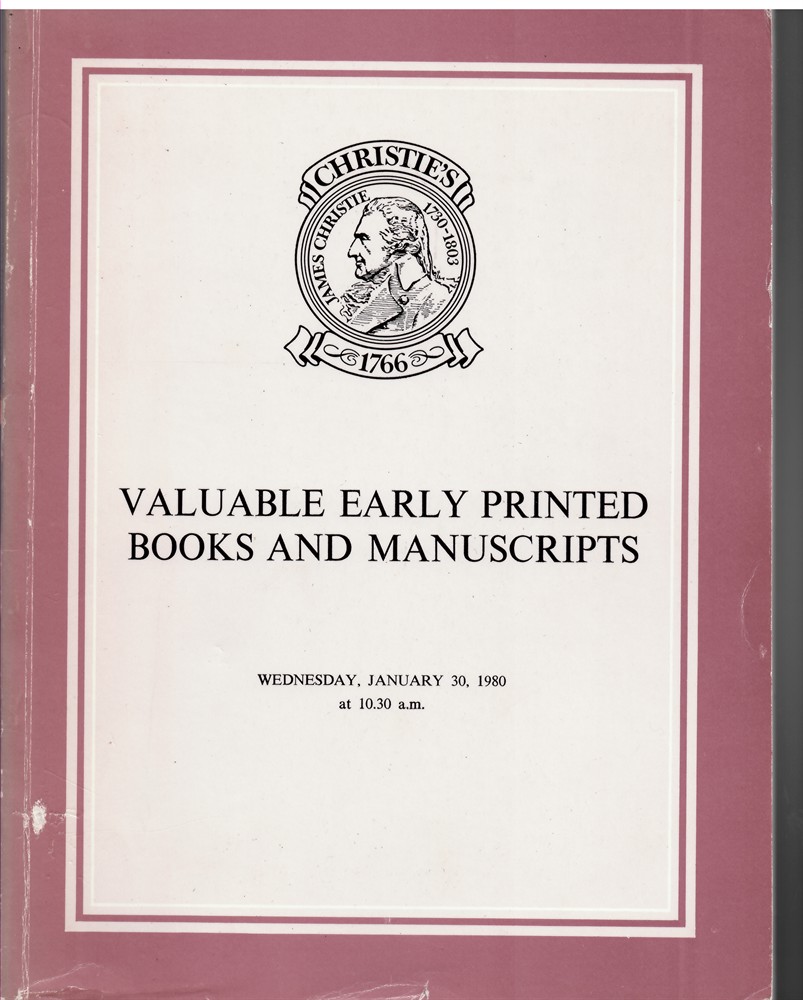 CHRISTIE'S
JAMES CHRISTIE 1730-1803
1766
VALUABLE EARLY PRINTED
BOOKS AND MANUSCRIPTS
WEDNESDAY, JANUARY 30, 1980
at 10.30 a.m.